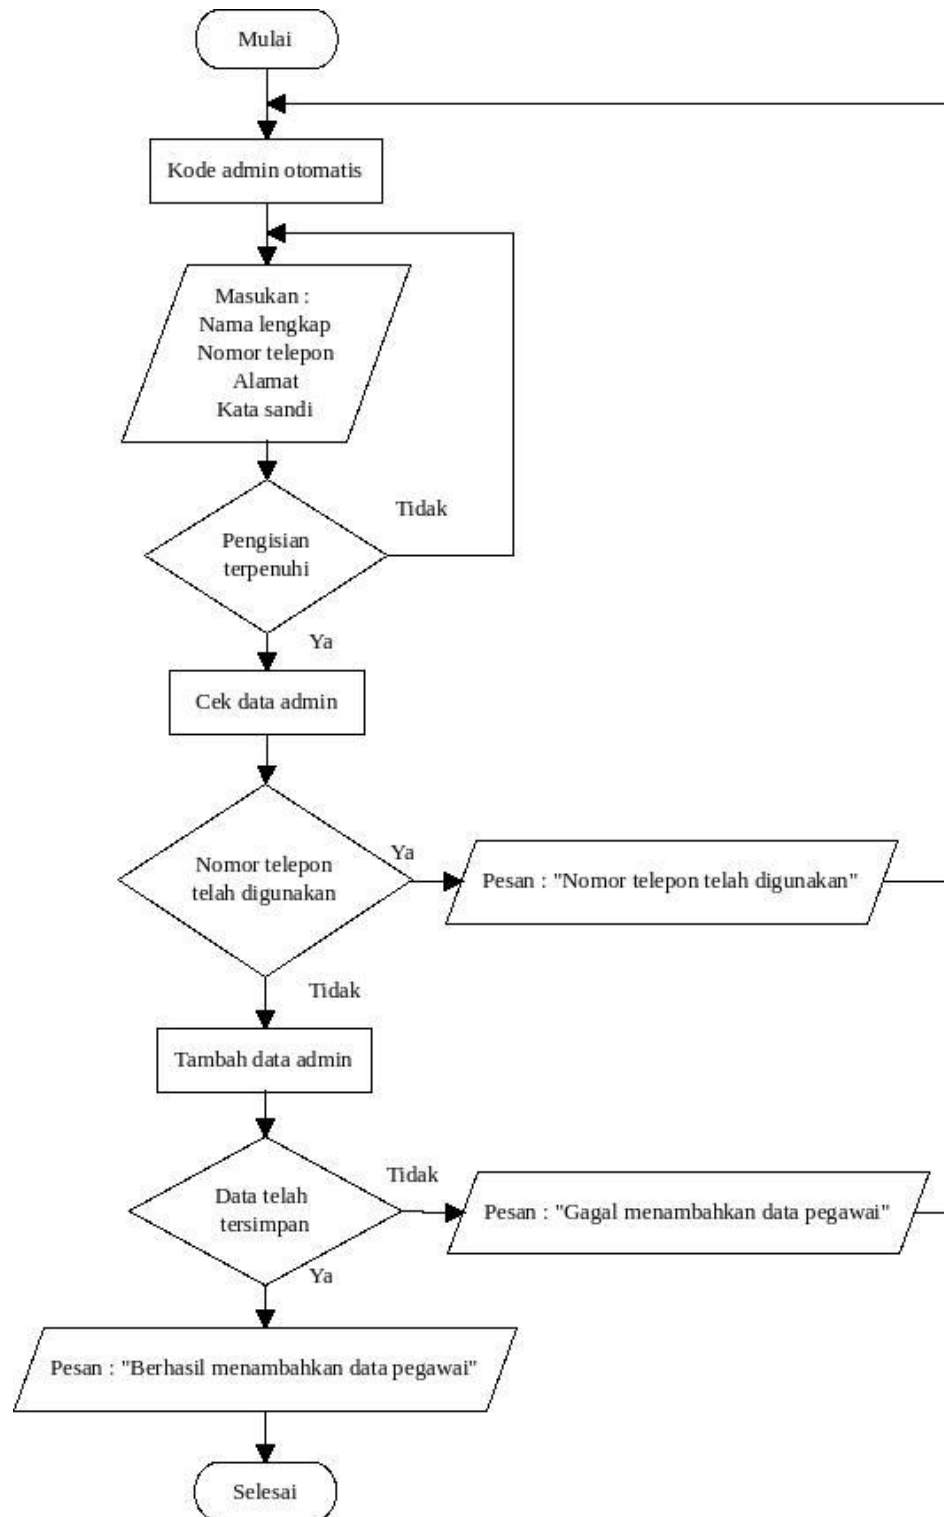 Mulai
Kode admin otomatis
Masukan :
Nama lengkap
Nomor telepon
Alamat
Kata sandi
Tidak
Pengisian
terpenuhi
Ya
Cek data admin
Nomor telepon
telah digunakan
Ya
Pesan : "Nomor telepon telah digunakan"
Tidak
Tambah data admin
Data telah
tersimpan
Tidak
Pesan : "Gagal menambahkan data pegawai"
Ya
Pesan : "Berhasil menambahkan data pegawai"
Selesai